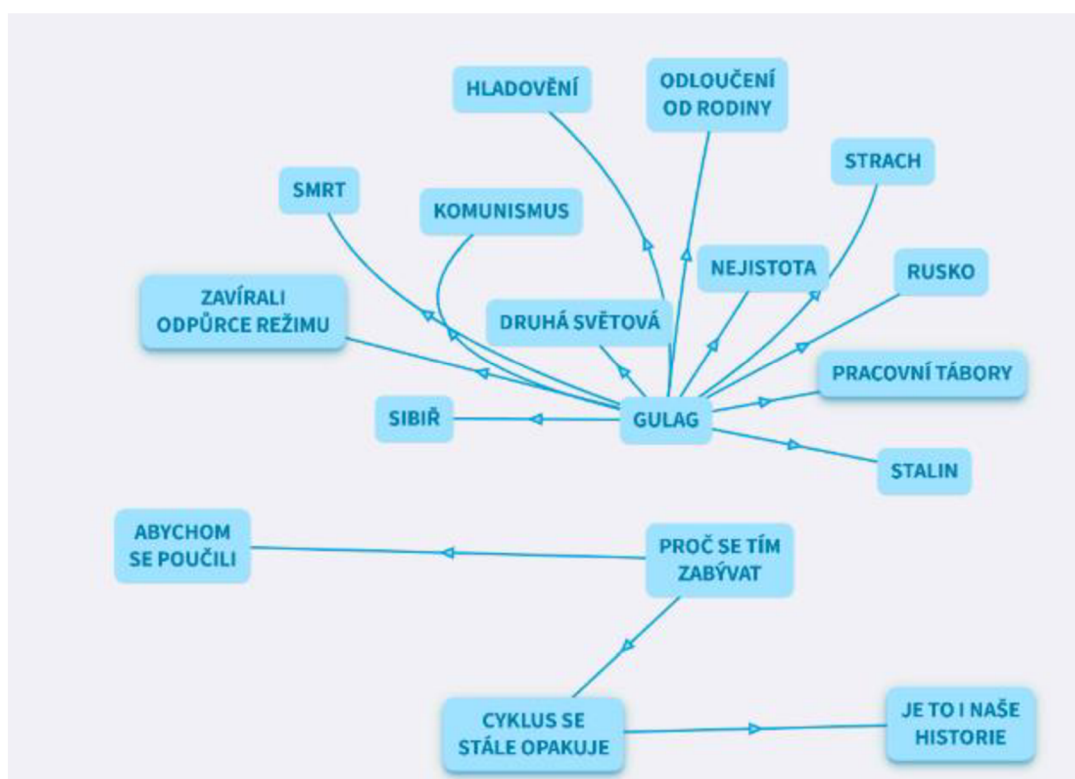 HLADOVĚNÍ
ODLOUČENÍ
OD RODINY
STRACH
SMRT
KOMUNISMUS
NEJISTOTA
RUSKO
ZAVÍRALI
ODPŮRCE REŽIMU
DRUHÁ SVĚTOVÁ
PRACOVNÍ TÁBORY
SIBIŘ
GULAG
STALIN
ABYCHOM
SE POUČILI
PROČ SE TÍM
ZABÝVAT
CYKLUS SE
STÁLE OPAKUJE
JE TO I NAŠE
HISTORIE